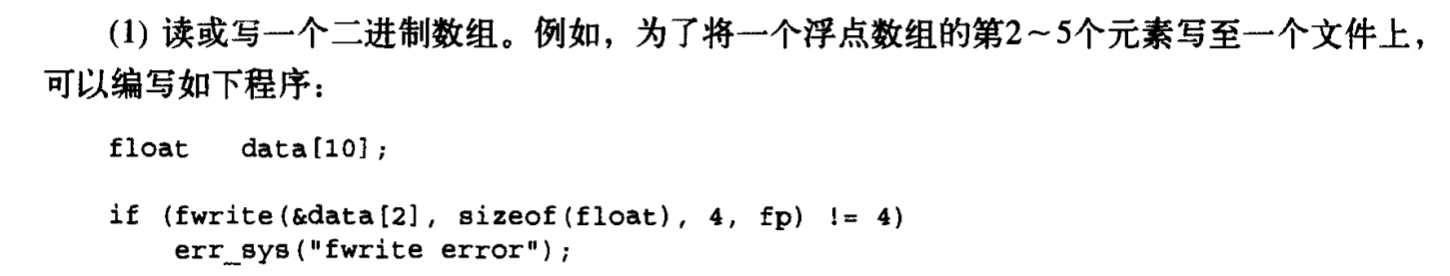 (1) 读或写一个二进制数组。例如，为了将一个浮点数组的第2～5个元素写至一个文件上，
可以编写如下程序：
float   data[10];
if (fwrite(&data[2], sizeof(float), 4, fp) != 4)
    err_sys("fwrite error");